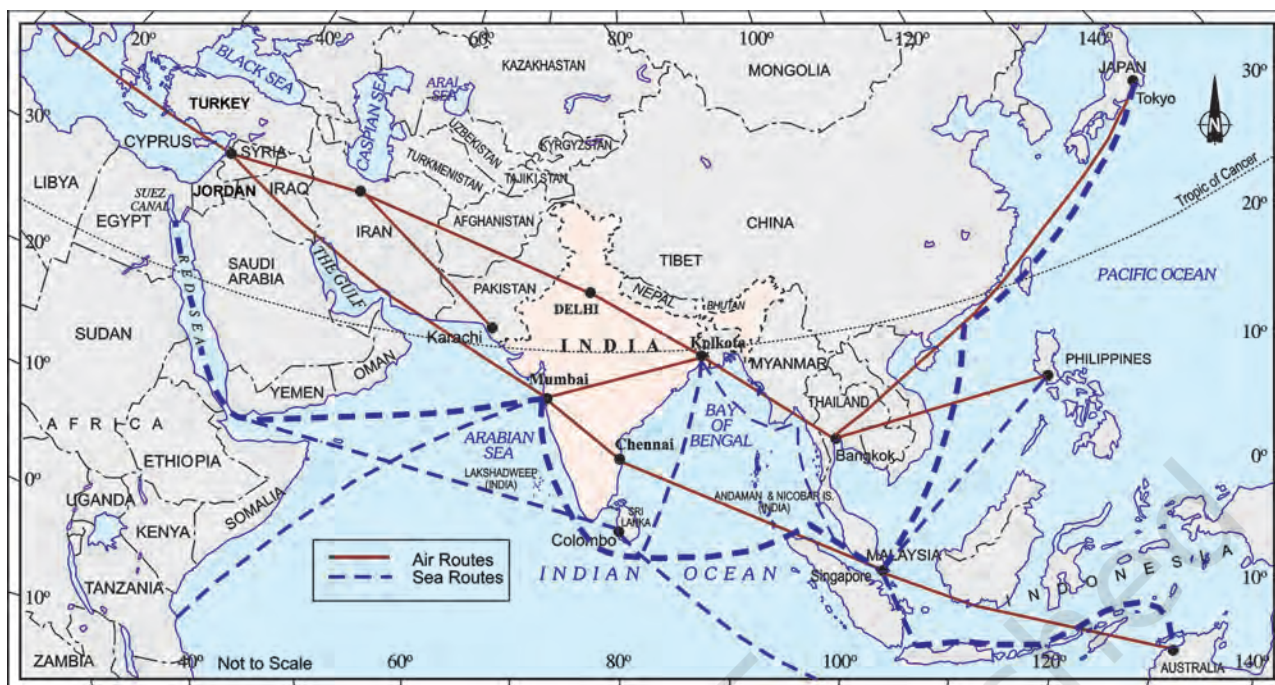 20º
40º
60º
80º
100º
120º
140º
BLACK SEA
KAZAKHSTAN
MONGOLIA
JAPAN
30º
ARAL
SEA
CASPIAN SEA
TURKEY
Tokyo
30º
UZBEKISTAN
N
CYPRUS
SYRIA
KYRGYZSTAN
TURKMENISTAN
TAJIKISTAN
LIBYA
JORDAN
IRAQ
Tropic of Cancer
SUEZ
CANAL
EGYPT
AFGHANISTAN
CHINA
20º
IRAN
20º
SAUDI
ARABIA
THE GULF
TIBET
RED SEA
PAKISTAN
NEPAL
BHUTAN
PACIFIC OCEAN
DELHI
SUDAN
Karachi
INDIA
Kolkota
10º
MYANMAR
PHILIPPINES
10º
OMAN
YEMEN
Mumbai
THAILAND
BAY
OF
BENGAL
AFRICA
ARABIAN
SEA
Chennai
Bangkok
0º
ETHIOPIA
LAKSHADWEEP
(INDIA)
0º
UGANDA
SOMALIA
ANDAMAN & NICOBAR IS.
(INDIA)
SRI
LANKA
KENYA
Colombo
MALAYSIA
Air Routes
Sea Routes
INDIAN OCEAN
Singapore
INDONESIA
TANZANIA
10º
10º
ZAMBIA
40º
Not to Scale
60º
80º
100º
120º
AUSTRALIA
140º